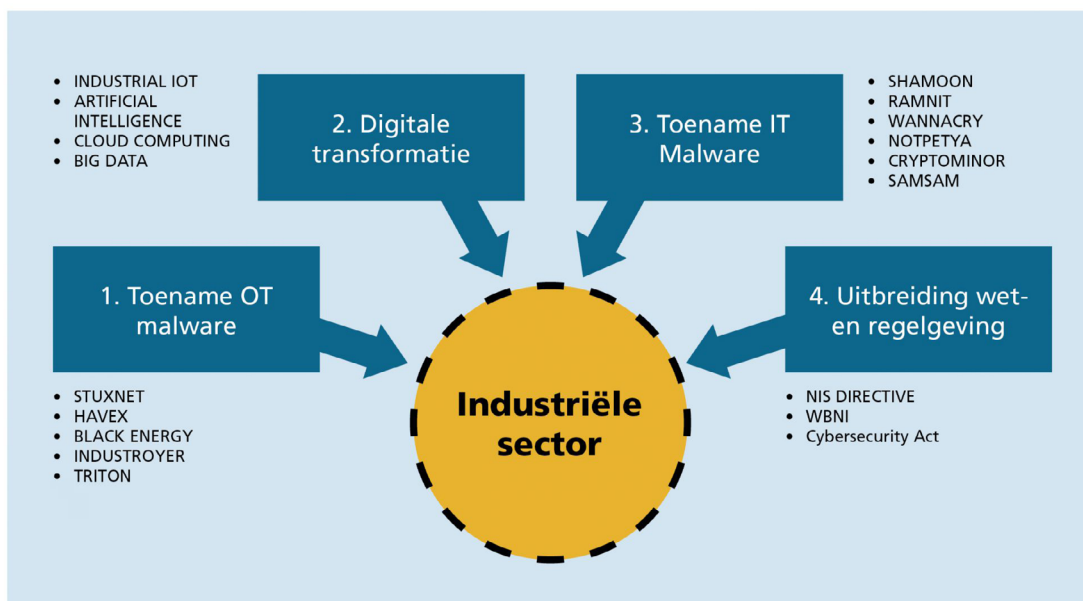 1. Toename OT
malware
• STUXNET
• HAVEX
• BLACK ENERGY
• INDUSTROYER
• TRITON
2. Digitale
transformatie
• INDUSTRIAL IOT
• ARTIFICIAL
INTELLIGENCE
• CLOUD COMPUTING
• BIG DATA
3. Toename IT
Malware
• SHAMOON
• RAMNIT
• WANNACRY
• NOTPETYA
• CRYPTOMINOR
• SAMSAM
4. Uitbreiding wet-
en regelgeving
• NIS DIRECTIVE
• WBNI
• Cybersecurity Act
Industriële
sector